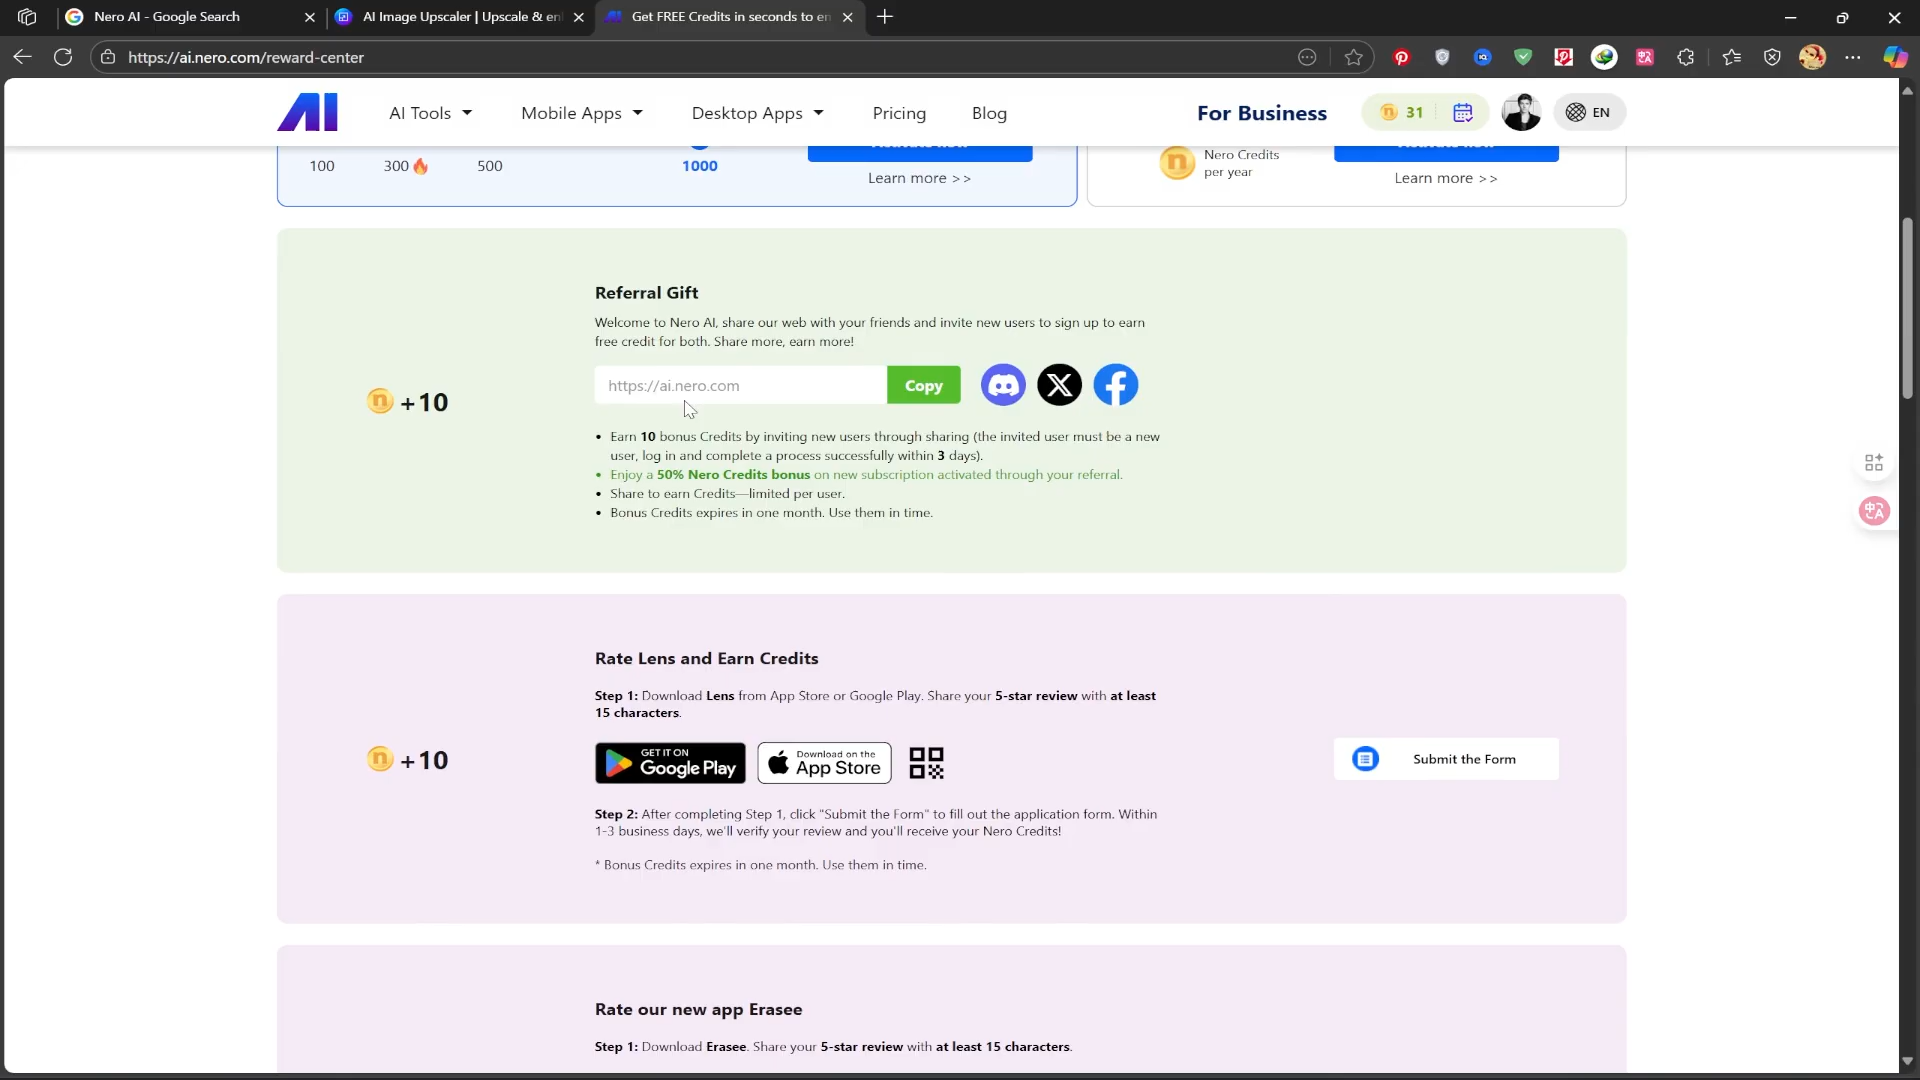 Nero AI - Google Search
AI Image Upscaler | Upscale & en
Get FREE Credits in seconds to en
https://ai.nero.com/reward-center
AI
AI Tools
Mobile Apps
Desktop Apps
Pricing
Blog
For Business
31
EN
100
300
500
1000
Learn more >>
Nero Credits
per year
Learn more >>
Referral Gift
Welcome to Nero AI, share our web with your friends and invite new users to sign up to earn
free credit for both. Share more, earn more!
https://ai.nero.com
Copy
+10
• Earn 10 bonus Credits by inviting new users through sharing (the invited user must be a new
user, log in and complete a process successfully within 3 days).
• Enjoy a 50% Nero Credits bonus on new subscription activated through your referral.
• Share to earn Credits—limited per user.
• Bonus Credits expires in one month. Use them in time.
Rate Lens and Earn Credits
Step 1: Download Lens from App Store or Google Play. Share your 5-star review with at least
15 characters.
+10
GET IT ON
Google Play
Download on the
App Store
Submit the Form
Step 2: After completing Step 1, click "Submit the Form" to fill out the application form. Within
1-3 business days, we'll verify your review and you'll receive your Nero Credits!
* Bonus Credits expires in one month. Use them in time.
Rate our new app Erasee
Step 1: Download Erasee. Share your 5-star review with at least 15 characters.